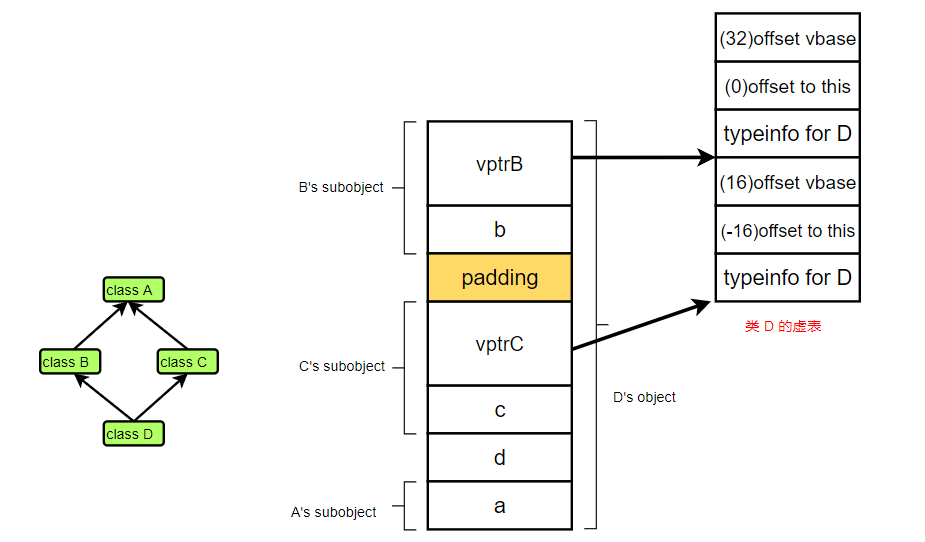 class A
class B
class C
class D
B's subobject
C's subobject
A's subobject
vptrB
b
padding
vptrC
c
d
a
D's object
(32)offset vbase
(0)offset to this
typeinfo for D
(16)offset vbase
(-16)offset to this
typeinfo for D
类 D 的虚表